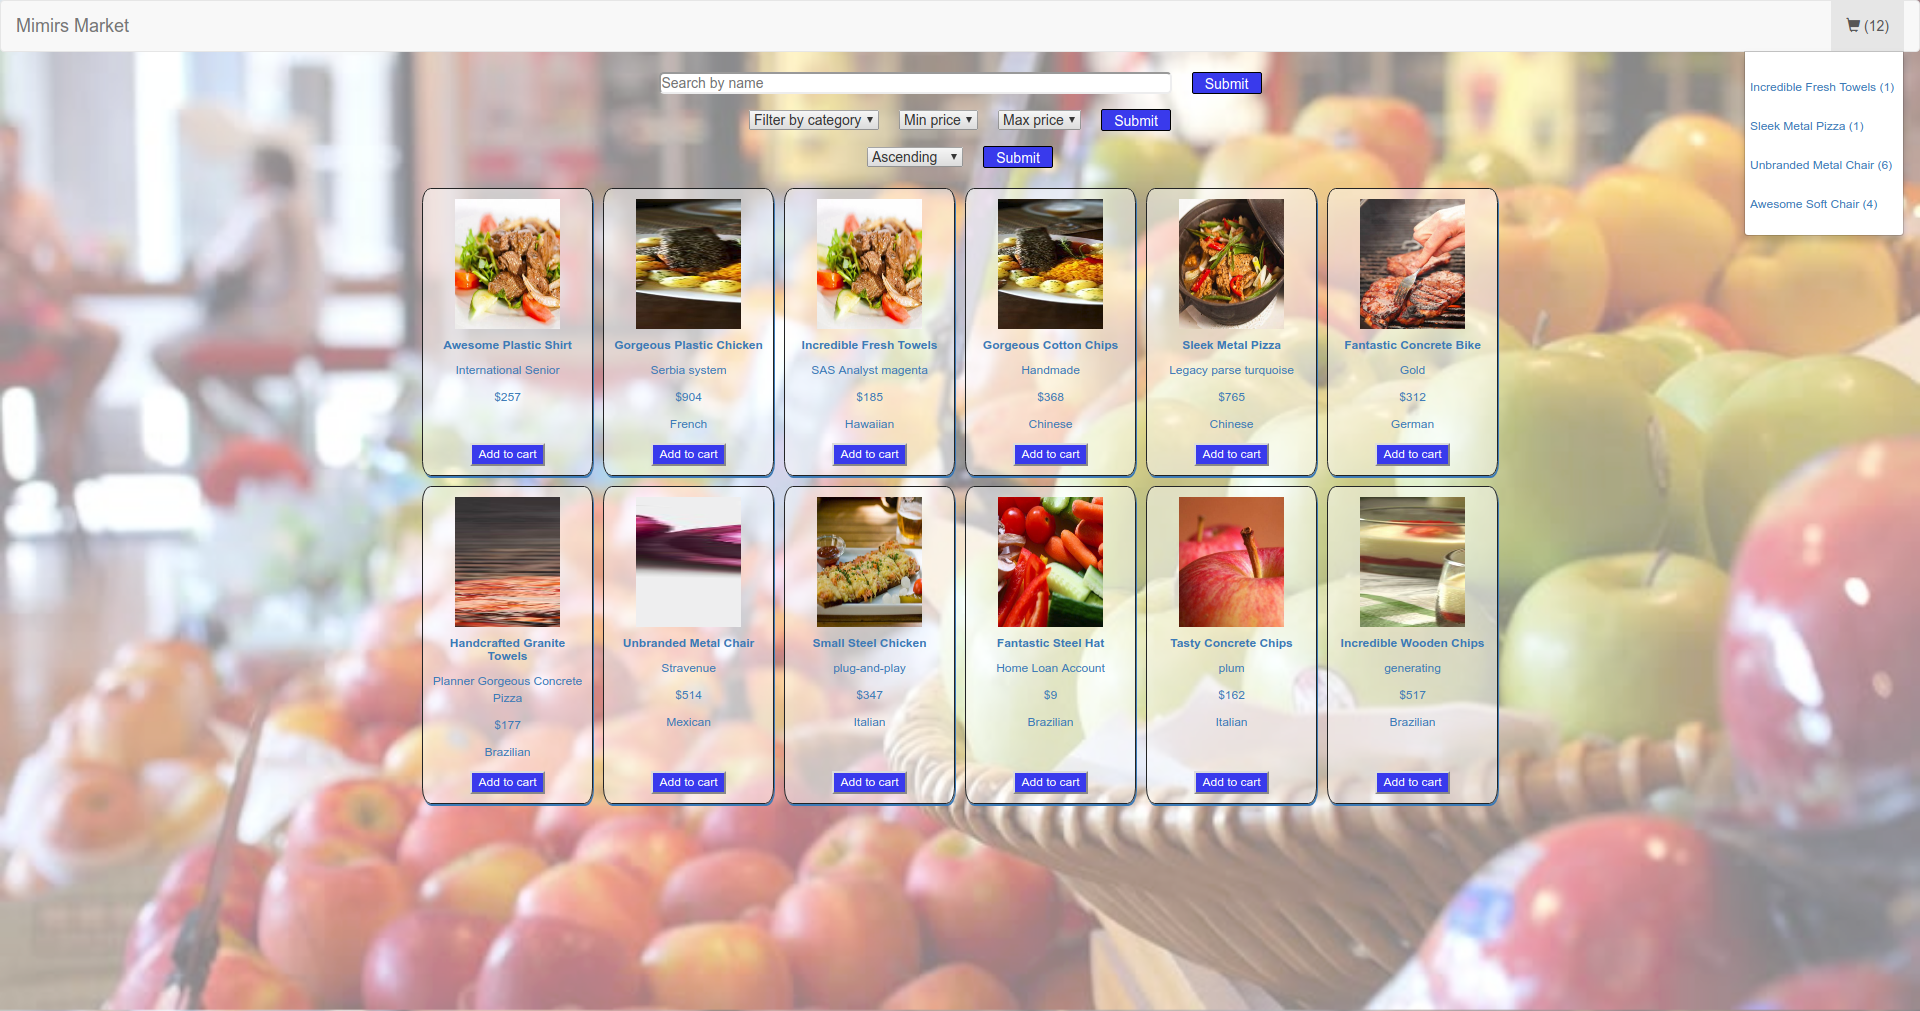 Mimirs Market
(12)
Incredible Fresh Towels (1)
Sleek Metal Pizza (1)
Unbranded Metal Chair (6)
Awesome Soft Chair (4)
Search by name
Submit
Filter by category
Min price
Max price
Submit
Ascending
Submit
Awesome Plastic Shirt
International Senior
$257
Add to cart
Gorgeous Plastic Chicken
Serbia system
$904
French
Add to cart
Incredible Fresh Towels
SAS Analyst magenta
$185
Hawaiian
Add to cart
Gorgeous Cotton Chips
Handmade
$368
Chinese
Add to cart
Sleek Metal Pizza
Legacy parse turquoise
$765
Chinese
Add to cart
Fantastic Concrete Bike
Gold
$312
German
Add to cart
Handcrafted Granite
Towels
Planner Gorgeous Concrete
Pizza
$177
Brazilian
Add to cart
Unbranded Metal Chair
Stravenue
$514
Mexican
Add to cart
Small Steel Chicken
plug-and-play
$347
Italian
Add to cart
Fantastic Steel Hat
Home Loan Account
$9
Brazilian
Add to cart
Tasty Concrete Chips
plum
$162
Italian
Add to cart
Incredible Wooden Chips
generating
$517
Brazilian
Add to cart